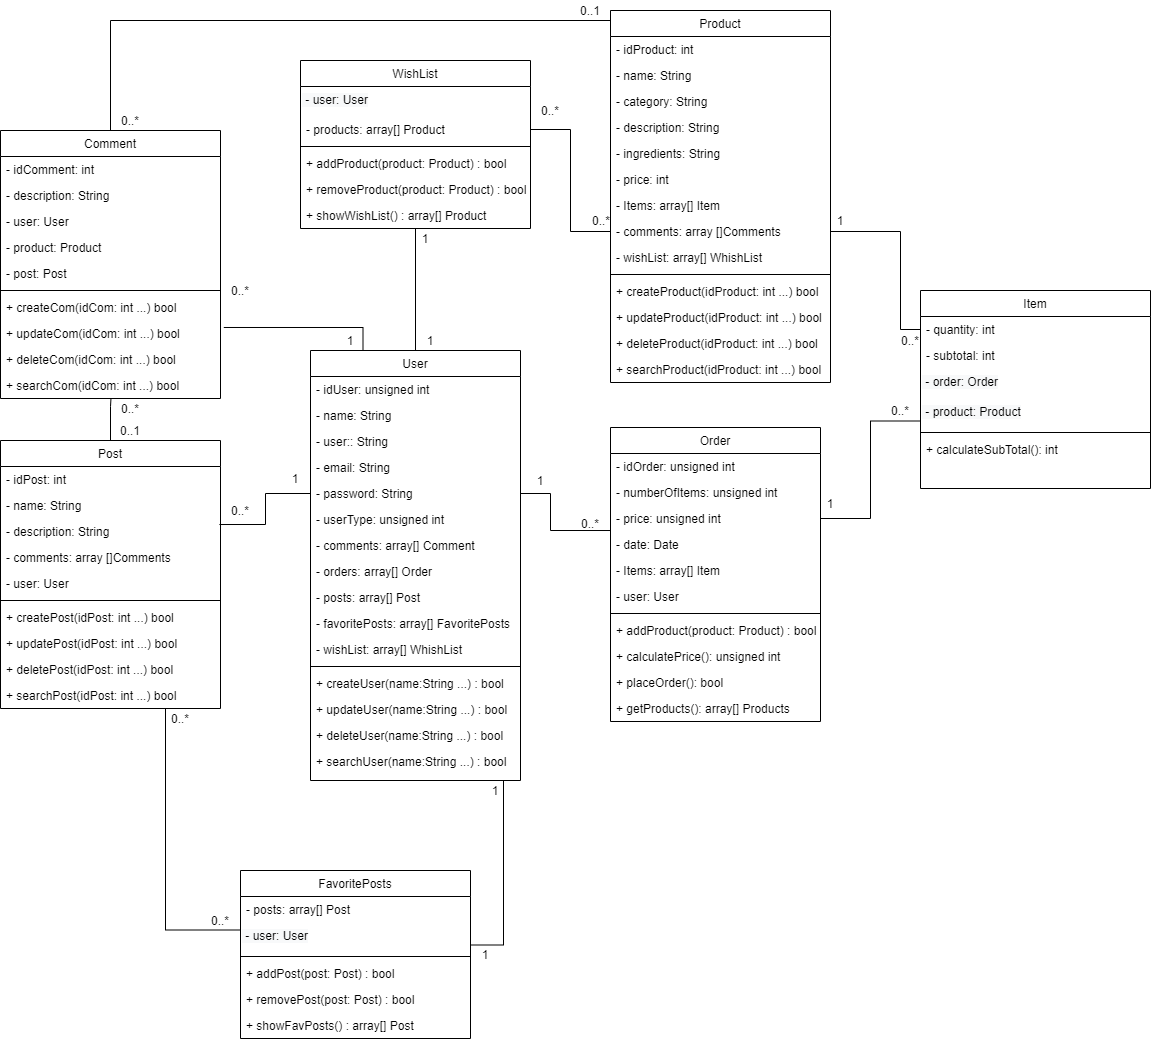 0..1
Product
- idProduct: int
- name: String
- category: String
- description: String
- ingredients: String
- price: int
- Items: array[] Item
- comments: array []Comments
- wishList: array[] WhishList
+ createProduct(idProduct: int ...) bool
+ updateProduct(idProduct: int ...) bool
+ deleteProduct(idProduct: int ...) bool
+ searchProduct(idProduct: int ...) bool
WishList
- user: User
- products: array[] Product
+ addProduct(product: Product) : bool
+ removeProduct(product: Product) : bool
+ showWishList() : array[] Product
0..*
0..*
1
0..*
Comment
- idComment: int
- description: String
- user: User
- product: Product
- post: Post
+ createCom(idCom: int ...) bool
+ updateCom(idCom: int ...) bool
+ deleteCom(idCom: int ...) bool
+ searchCom(idCom: int ...) bool
0..*
1
1
0..*
0..1
1
0..*
Item
- quantity: int
- subtotal: int
- order: Order
- product: Product
+ calculateSubTotal(): int
0..*
1
User
- idUser: unsigned int
- name: String
- user:: String
- email: String
- password: String
- userType: unsigned int
- comments: array[] Comment
- orders: array[] Order
- posts: array[] Post
- favoritePosts: array[] FavoritePosts
- wishList: array[] WhishList
+ createUser(name:String ...) : bool
+ updateUser(name:String ...) : bool
+ deleteUser(name:String ...) : bool
+ searchUser(name:String ...) : bool
1
0..*
Order
- idOrder: unsigned int
- numberOfItems: unsigned int
- price: unsigned int
- date: Date
- Items: array[] Item
- user: User
+ addProduct(product: Product) : bool
+ calculatePrice(): unsigned int
+ placeOrder(): bool
+ getProducts(): array[] Products
Post
- idPost: int
- name: String
- description: String
- comments: array []Comments
- user: User
+ createPost(idPost: int ...) bool
+ updatePost(idPost: int ...) bool
+ deletePost(idPost: int ...) bool
+ searchPost(idPost: int ...) bool
1
0..*
0..*
1
0..*
1
FavoritePosts
- posts: array[] Post
- user: User
+ addPost(post: Post) : bool
+ removePost(post: Post) : bool
+ showFavPosts() : array[] Post